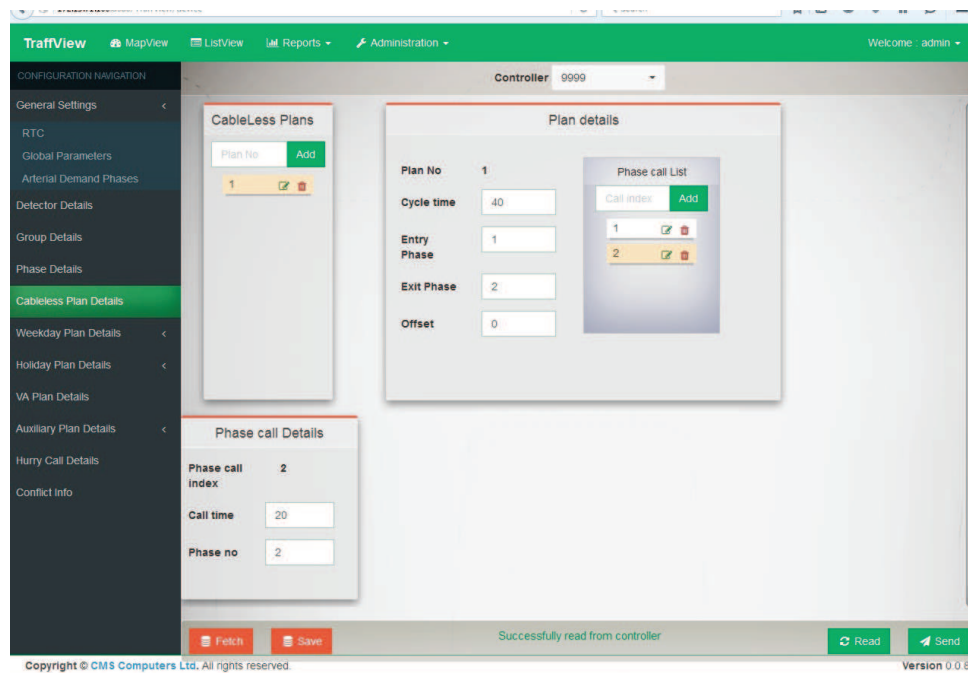 TraffView MapView ListView Reports Administration Welcome : admin
CONFIGURATION NAVIGATION
General Settings
RTC
Global Parameters
Arterial Demand Phases
Detector Details
Group Details
Phase Details
Cableless Plan Details
Weekday Plan Details
Holiday Plan Details
VA Plan Details
Auxiliary Plan Details
Hurry Call Details
Conflict Info
Controller 9999
CableLess Plans
Plan No Add
1
Plan details
Plan No 1
Cycle time 40
Entry
Phase
1
Exit Phase 2
Offset 0
Phase call List
Call index Add
1
2
Phase call Details
Phase call
index
2
Call time 20
Phase no 2
Fetch Save Successfully read from controller Read Send
Copyright © CMS Computers Ltd. All rights reserved. Version 0.0.6